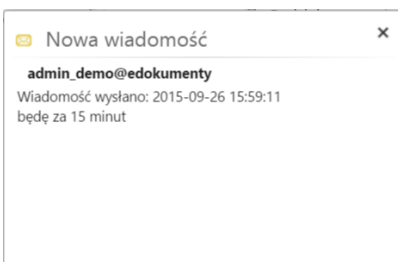 Nowa wiadomość
admin_demo@edokumenty
Wiadomość wysłano: 2015-09-26 15:59:11
będę za 15 minut